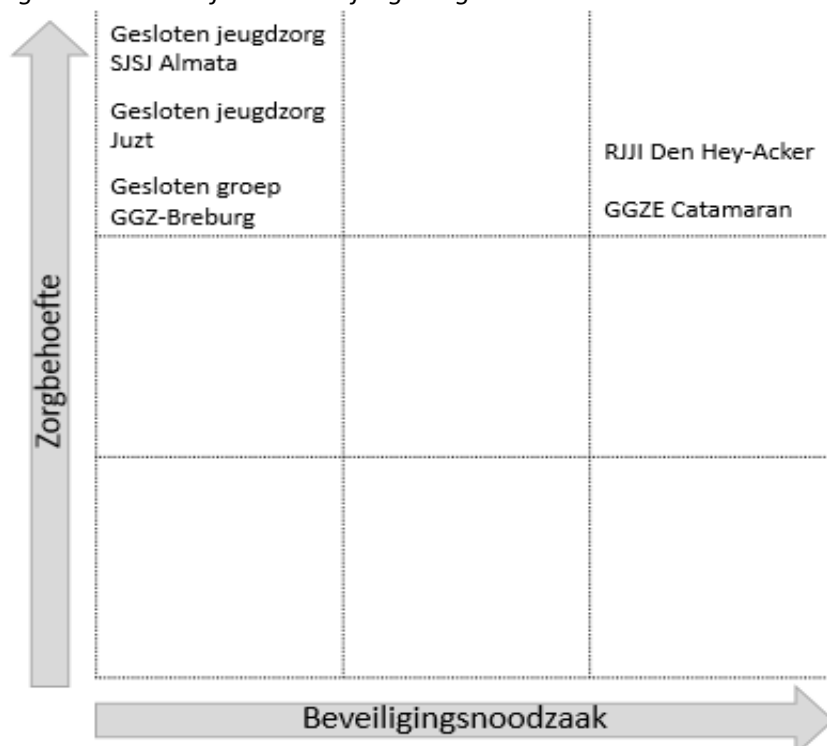 Gesloten jeugdzorg
SJSJ Almata
Gesloten jeugdzorg
Juzt
Gesloten groep
GGZ-Breburg
RJJI Den Hey-Acker
GGZE Catamaran
Zorgbehoefte
Beveiligingsnoodzaak